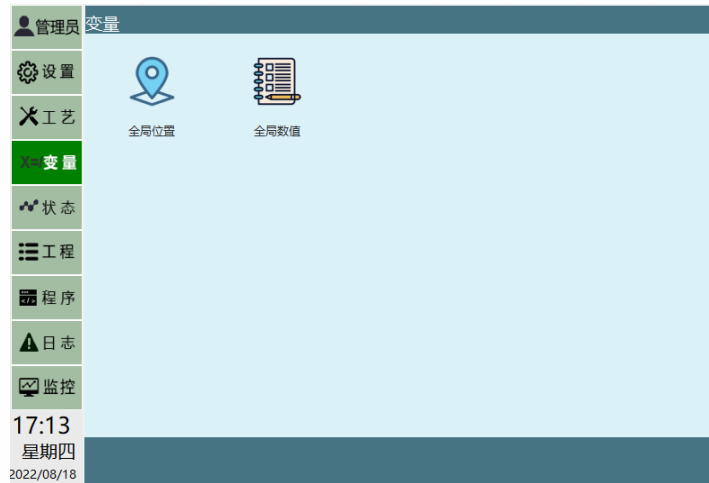 管理员
变量
设置
工艺
全局位置
全局数值
X=/变量
状态
工程
程序
日志
监控
17:13
星期四
2022/08/18